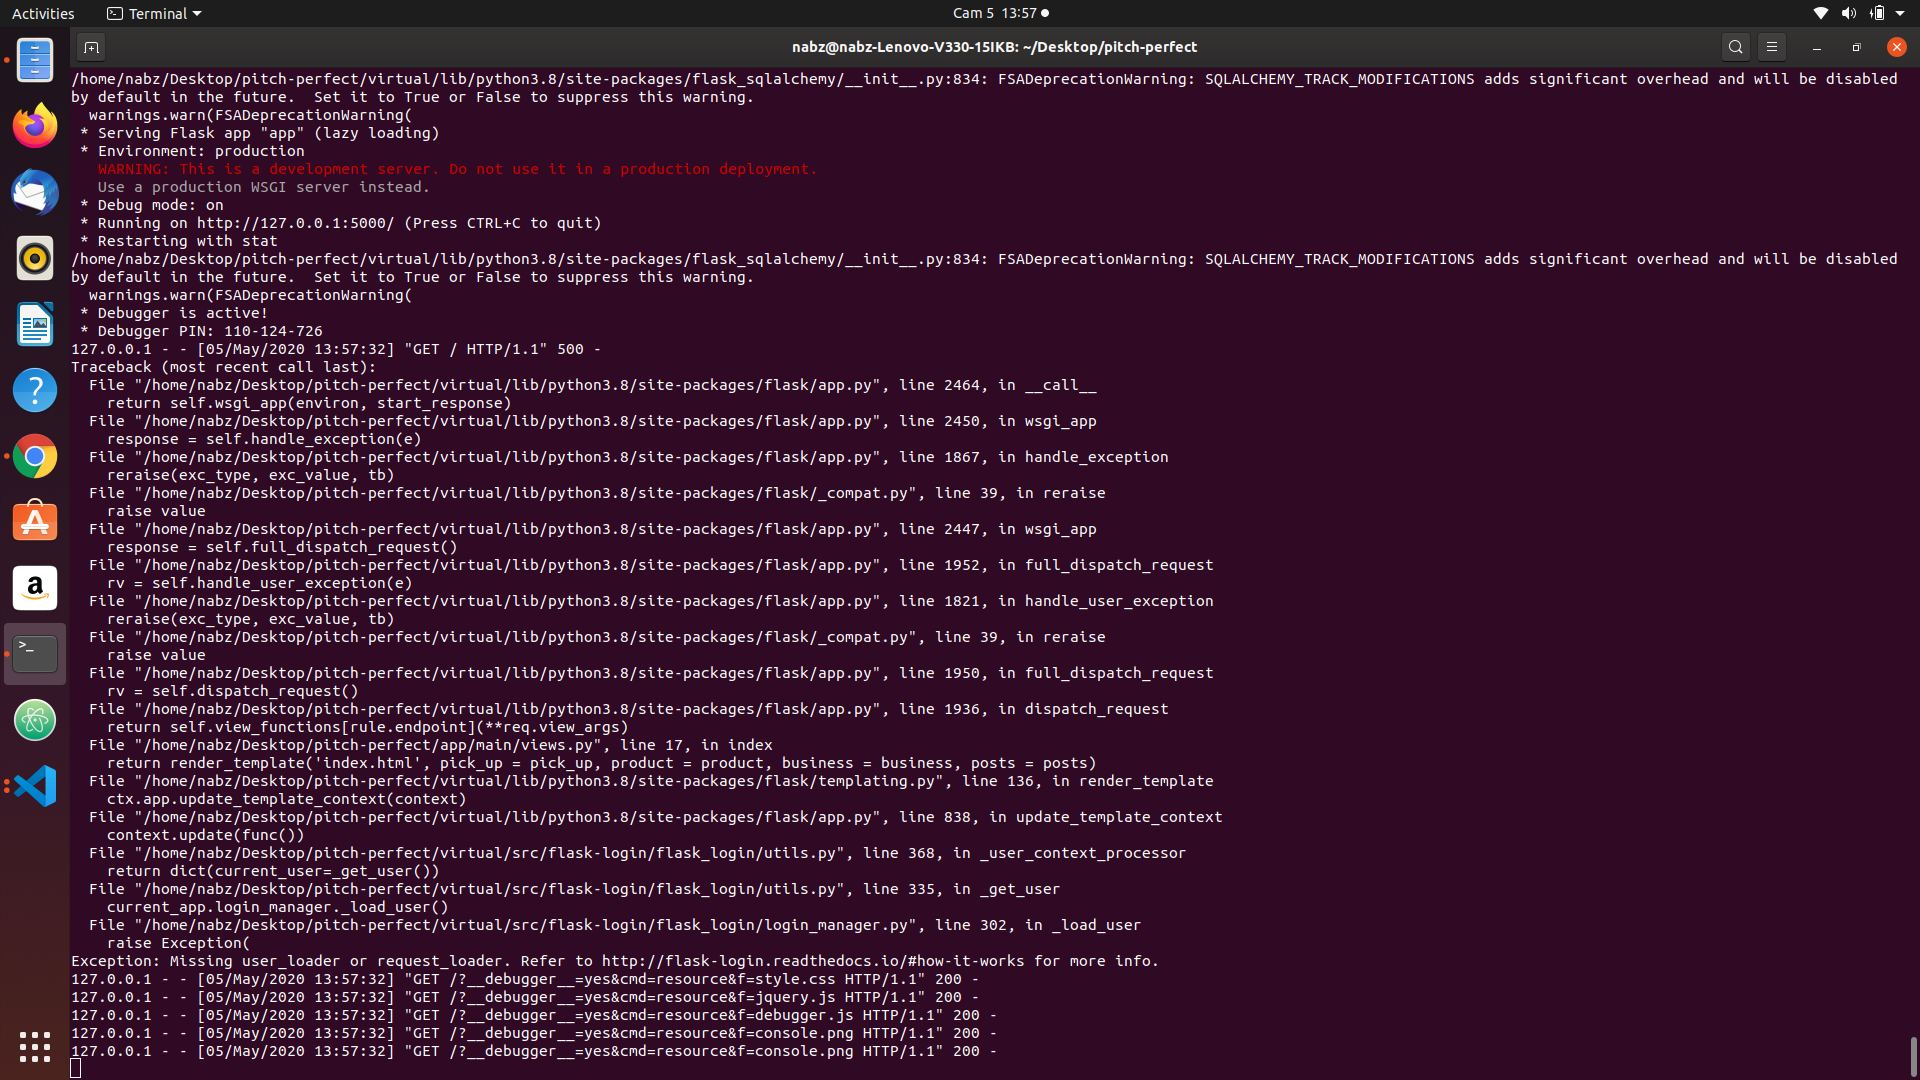 Activities
Terminal
Cam 5 13:57
nabz@nabz-Lenovo-V330-15IKB: ~/Desktop/pitch-perfect
/home/nabz/Desktop/pitch-perfect/virtual/lib/python3.8/site-packages/flask_sqlalchemy/__init__.py:834: FSADeprecationWarning: SQLALCHEMY_TRACK_MODIFICATIONS adds significant overhead and will be disabled
by default in the future.  Set it to True or False to suppress this warning.
  warnings.warn(FSADeprecationWarning(
 * Serving Flask app "app" (lazy loading)
 * Environment: production
   WARNING: This is a development server. Do not use it in a production deployment.
   Use a production WSGI server instead.
 * Debug mode: on
 * Running on http://127.0.0.1:5000/ (Press CTRL+C to quit)
 * Restarting with stat
/home/nabz/Desktop/pitch-perfect/virtual/lib/python3.8/site-packages/flask_sqlalchemy/__init__.py:834: FSADeprecationWarning: SQLALCHEMY_TRACK_MODIFICATIONS adds significant overhead and will be disabled
by default in the future.  Set it to True or False to suppress this warning.
  warnings.warn(FSADeprecationWarning(
 * Debugger is active!
 * Debugger PIN: 110-124-726
127.0.0.1 - - [05/May/2020 13:57:32] "GET / HTTP/1.1" 500 -
Traceback (most recent call last):
  File "/home/nabz/Desktop/pitch-perfect/virtual/lib/python3.8/site-packages/flask/app.py", line 2464, in __call__
    return self.wsgi_app(environ, start_response)
  File "/home/nabz/Desktop/pitch-perfect/virtual/lib/python3.8/site-packages/flask/app.py", line 2450, in wsgi_app
    response = self.handle_exception(e)
  File "/home/nabz/Desktop/pitch-perfect/virtual/lib/python3.8/site-packages/flask/app.py", line 1867, in handle_exception
    reraise(exc_type, exc_value, tb)
  File "/home/nabz/Desktop/pitch-perfect/virtual/lib/python3.8/site-packages/flask/_compat.py", line 39, in reraise
    raise value
  File "/home/nabz/Desktop/pitch-perfect/virtual/lib/python3.8/site-packages/flask/app.py", line 2447, in wsgi_app
    response = self.full_dispatch_request()
  File "/home/nabz/Desktop/pitch-perfect/virtual/lib/python3.8/site-packages/flask/app.py", line 1952, in full_dispatch_request
    rv = self.handle_user_exception(e)
  File "/home/nabz/Desktop/pitch-perfect/virtual/lib/python3.8/site-packages/flask/app.py", line 1821, in handle_user_exception
    reraise(exc_type, exc_value, tb)
  File "/home/nabz/Desktop/pitch-perfect/virtual/lib/python3.8/site-packages/flask/_compat.py", line 39, in reraise
    raise value
  File "/home/nabz/Desktop/pitch-perfect/virtual/lib/python3.8/site-packages/flask/app.py", line 1950, in full_dispatch_request
    rv = self.dispatch_request()
  File "/home/nabz/Desktop/pitch-perfect/virtual/lib/python3.8/site-packages/flask/app.py", line 1936, in dispatch_request
    return self.view_functions[rule.endpoint](**req.view_args)
  File "/home/nabz/Desktop/pitch-perfect/app/main/views.py", line 17, in index
    return render_template('index.html', pick_up = pick_up, product = product, business = business, posts = posts)
  File "/home/nabz/Desktop/pitch-perfect/virtual/lib/python3.8/site-packages/flask/templating.py", line 136, in render_template
    ctx.app.update_template_context(context)
  File "/home/nabz/Desktop/pitch-perfect/virtual/lib/python3.8/site-packages/flask/app.py", line 838, in update_template_context
    context.update(func())
  File "/home/nabz/Desktop/pitch-perfect/virtual/src/flask-login/flask_login/utils.py", line 368, in _user_context_processor
    return dict(current_user=_get_user())
  File "/home/nabz/Desktop/pitch-perfect/virtual/src/flask-login/flask_login/utils.py", line 335, in _get_user
    current_app.login_manager._load_user()
  File "/home/nabz/Desktop/pitch-perfect/virtual/src/flask-login/flask_login/login_manager.py", line 302, in _load_user
    raise Exception(
Exception: Missing user_loader or request_loader. Refer to http://flask-login.readthedocs.io/#how-it-works for more info.
127.0.0.1 - - [05/May/2020 13:57:32] "GET /?__debugger__=yes&cmd=resource&f=style.css HTTP/1.1" 200 -
127.0.0.1 - - [05/May/2020 13:57:32] "GET /?__debugger__=yes&cmd=resource&f=jquery.js HTTP/1.1" 200 -
127.0.0.1 - - [05/May/2020 13:57:32] "GET /?__debugger__=yes&cmd=resource&f=debugger.js HTTP/1.1" 200 -
127.0.0.1 - - [05/May/2020 13:57:32] "GET /?__debugger__=yes&cmd=resource&f=console.png HTTP/1.1" 200 -
127.0.0.1 - - [05/May/2020 13:57:32] "GET /?__debugger__=yes&cmd=resource&f=console.png HTTP/1.1" 200 -